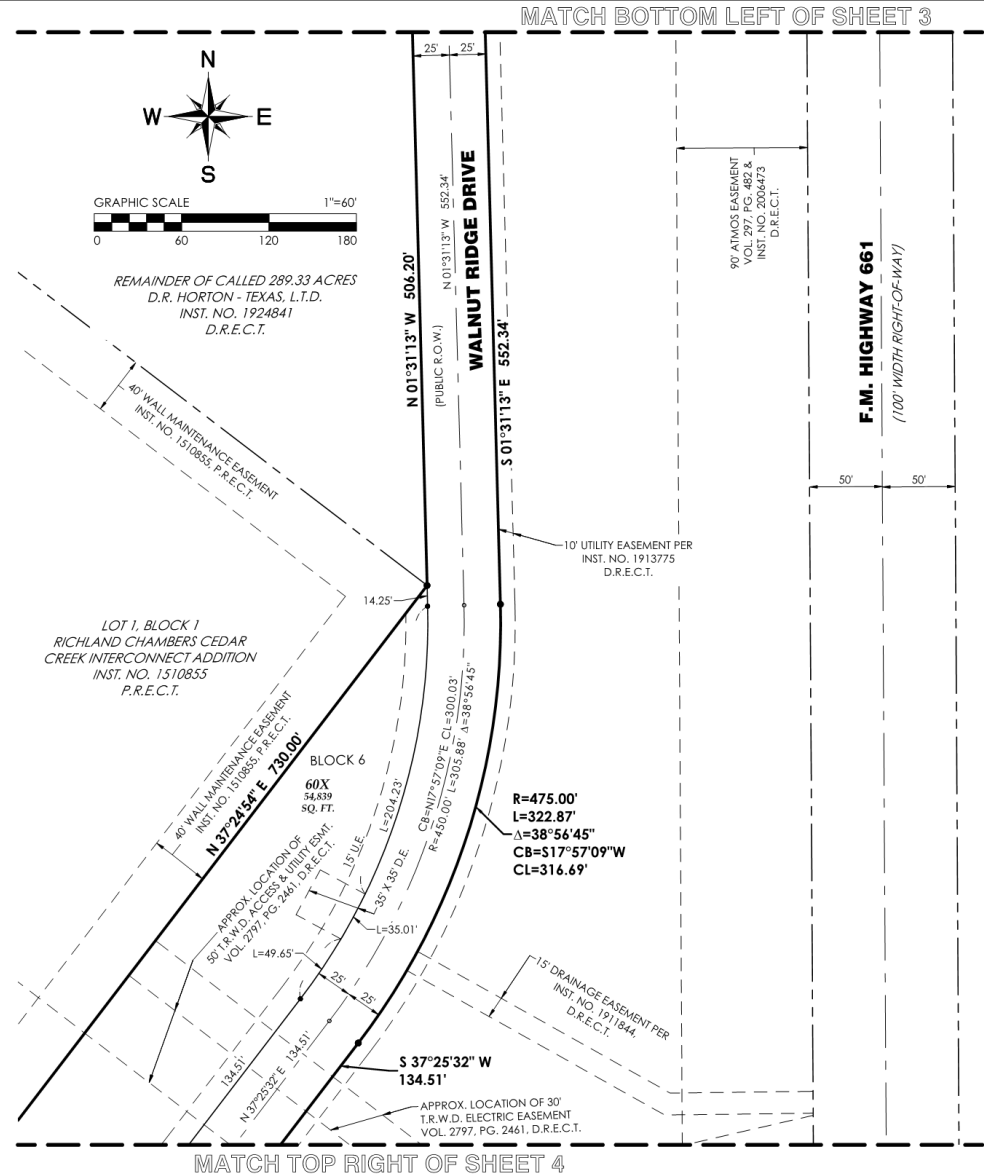 MATCH BOTTOM LEFT OF SHEET 3
25'
25'
N
W
E
S
GRAPHIC SCALE
1"=60'
0
60
120
180
REMAINDER OF CALLED 289.33 ACRES
D.R. HORTON - TEXAS, L.T.D.
INST. NO. 1924841
D.R.E.C.T.
N 01°31'13" W 506.20'
(PUBLIC R.O.W.)
N 01°31'13" W 552.34'
WALNUT RIDGE DRIVE
S 01°31'13" E 552.34'
90' ATMOS EASEMENT
VOL. 297, PG. 482 &
INST. NO. 2006473
D.R.E.C.T.
F.M. HIGHWAY 661
(100' WIDTH RIGHT-OF-WAY)
50'
50'
40' WALL MAINTENANCE EASEMENT
INST. NO. 1510855, P.R.E.C.T.
10' UTILITY EASEMENT PER
INST. NO. 1913775
D.R.E.C.T.
14.25'
LOT 1, BLOCK 1
RICHLAND CHAMBERS CEDAR
CREEK INTERCONNECT ADDITION
INST. NO. 1510855
P.R.E.C.T.
40' WALL MAINTENANCE EASEMENT
INST. NO. 1510855, P.R.E.C.T.
N 37°24'54" E 730.00'
BLOCK 6
60X
54,839
SQ. FT.
L=204.23'
CB=N17°57'09"E CL=300.03'
R=450.00' L=305.88' Δ=38°56'45"
R=475.00'
L=322.87'
Δ=38°56'45"
CB=S17°57'09"W
CL=316.69'
APPROX. LOCATION OF
50' T.R.W.D. ACCESS & UTILITY ESMT.
VOL. 2797, PG. 2461, D.R.E.C.T.
15' U.E.
35' X 35' D.E.
L=35.01'
L=49.65'
25'
25'
15' DRAINAGE EASEMENT PER
INST. NO. 1911844,
D.R.E.C.T.
134.51'
N 37°25'32" E 134.51'
S 37°25'32" W
134.51'
APPROX. LOCATION OF 30'
T.R.W.D. ELECTRIC EASEMENT
VOL. 2797, PG. 2461, D.R.E.C.T.
MATCH TOP RIGHT OF SHEET 4